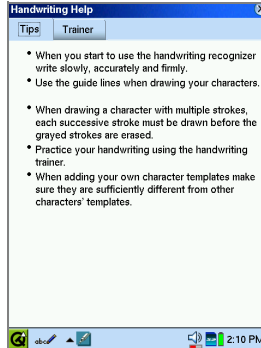 Handwriting Help
Tips Trainer
• When you start to use the handwriting recognizer
write slowly, accurately and firmly.
• Use the guide lines when drawing your characters.
• When drawing a character with multiple strokes,
each successive stroke must be drawn before the
grayed strokes are erased.
• Practice your handwriting using the handwriting
trainer.
• When adding your own character templates make
sure they are sufficiently different from other
characters' templates.
abc 2:10 PM